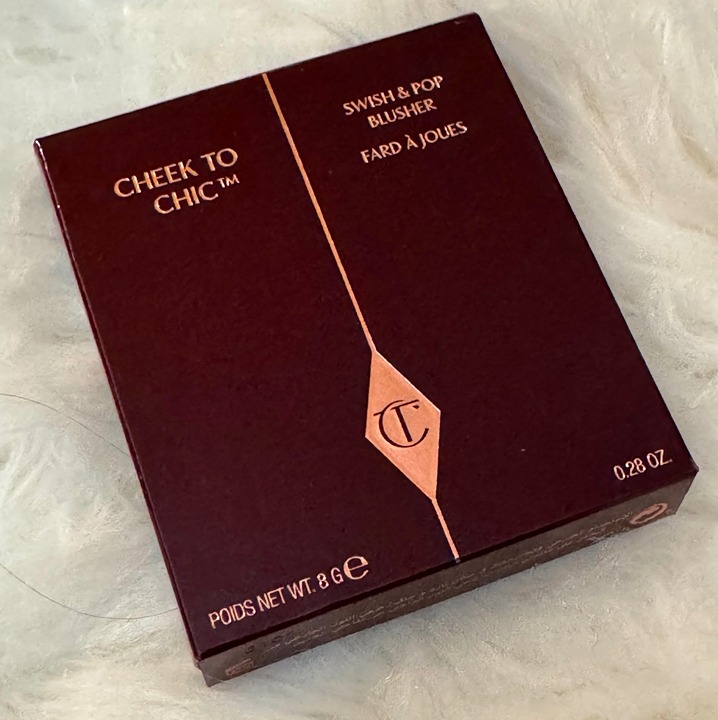 CHEEK TO
CHIC™
SWISH & POP
BLUSHER
FARD À JOUES
CT
0.28 OZ.
POIDS NET WT. 8 G ℮